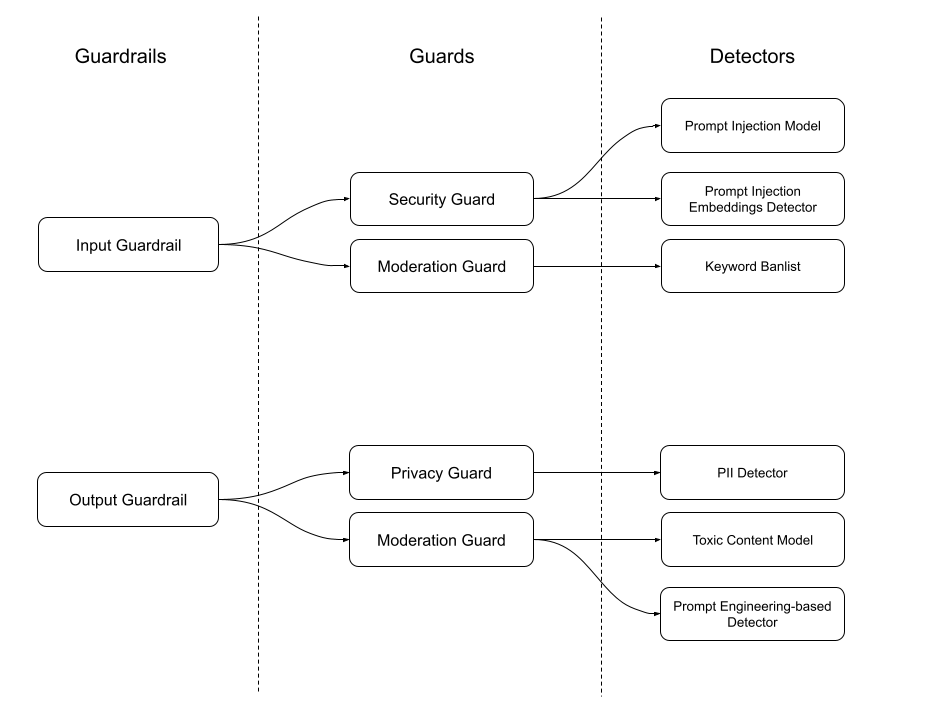 Guardrails
Guards
Detectors
Prompt Injection Model
Security Guard
Prompt Injection
Embeddings Detector
Input Guardrail
Moderation Guard
Keyword Banlist
Privacy Guard
PII Detector
Output Guardrail
Moderation Guard
Toxic Content Model
Prompt Engineering-based
Detector